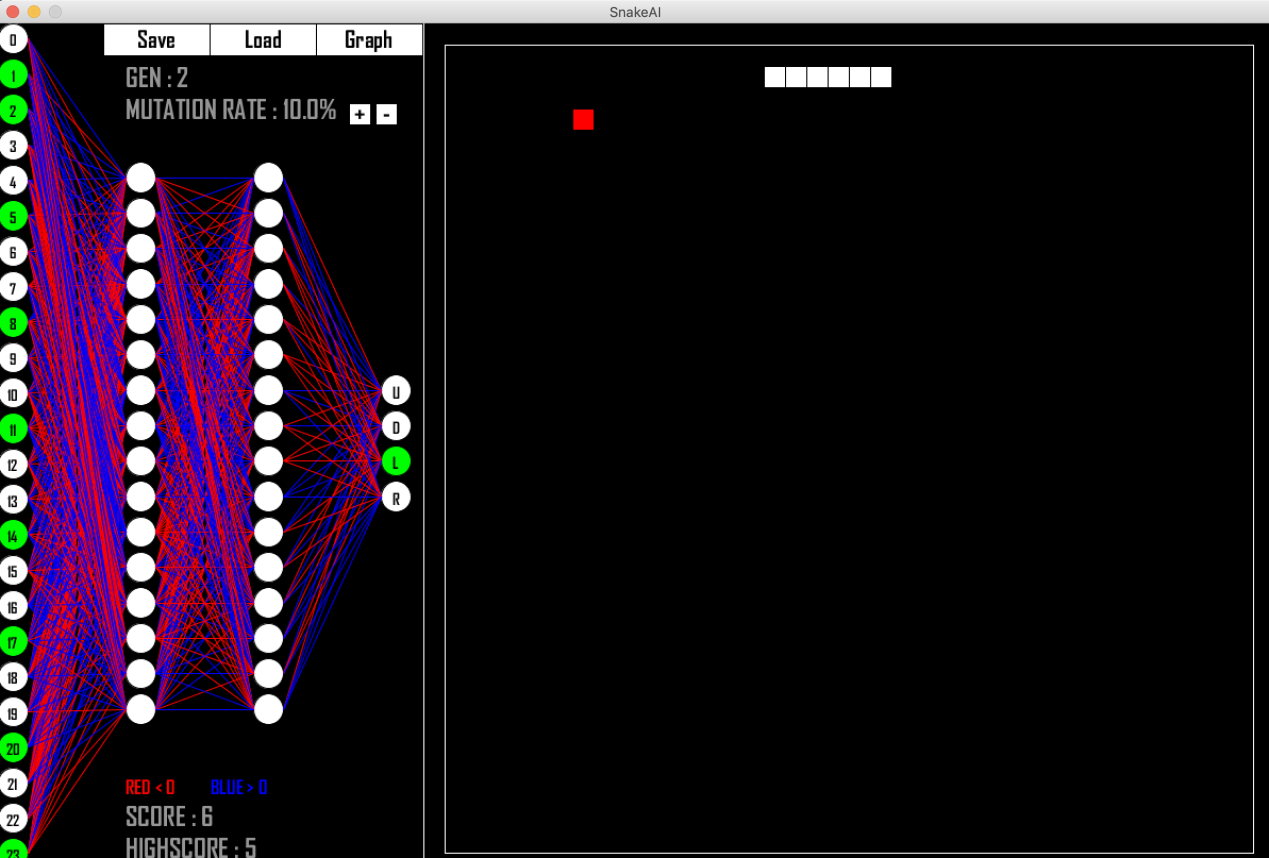 SnakeAI
Save Load Graph
GEN : 2
MUTATION RATE : 10.0% + -
0
1
2
3
4
5
6
7
8
9
10
11
12
13
14
15
16
17
18
19
20
21
22
23
U
D
L
R
RED < 0 BLUE > 0
SCORE : 6
HIGHSCORE : 5